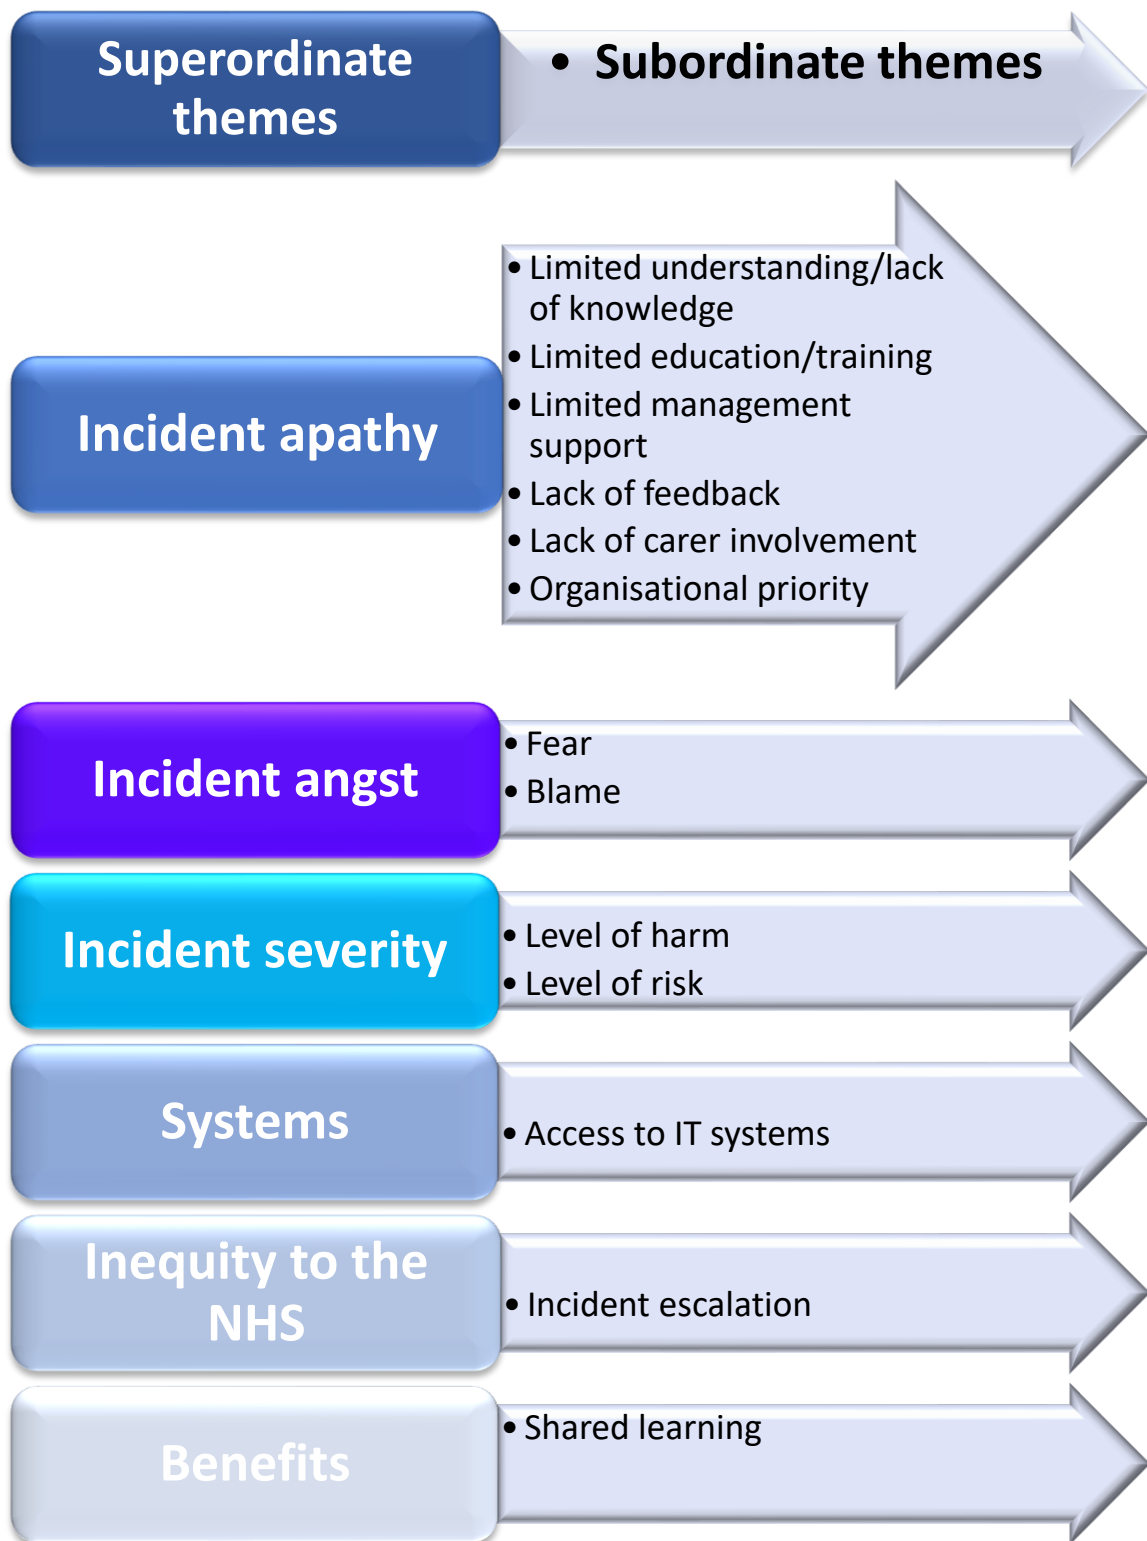 Superordinate
themes
• Subordinate themes
Incident apathy
• Limited understanding/lack
of knowledge
• Limited education/training
• Limited management
support
• Lack of feedback
• Lack of carer involvement
• Organisational priority
Incident angst
• Fear
• Blame
Incident severity
• Level of harm
• Level of risk
Systems
• Access to IT systems
Inequity to the
NHS
• Incident escalation
Benefits
• Shared learning